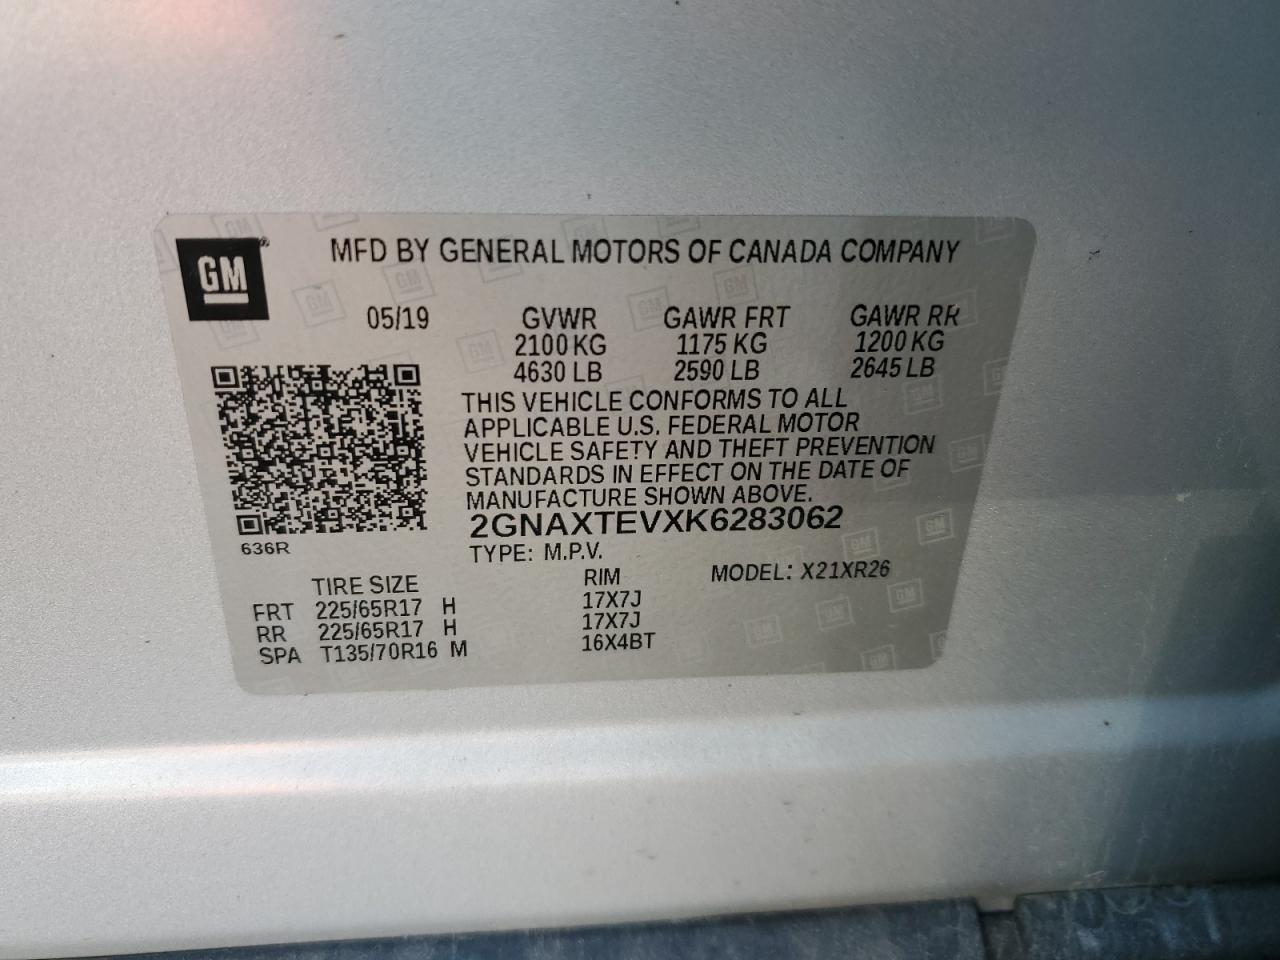 GM®
MFD BY GENERAL MOTORS OF CANADA COMPANY
05/19 GVWR GAWR FRT GAWR RR
2100 KG 1175 KG 1200 KG
4630 LB 2590 LB 2645 LB
THIS VEHICLE CONFORMS TO ALL
APPLICABLE U.S. FEDERAL MOTOR
VEHICLE SAFETY AND THEFT PREVENTION
STANDARDS IN EFFECT ON THE DATE OF
MANUFACTURE SHOWN ABOVE.
2GNAXTEVXK6283062
636R
TYPE: M.P.V. MODEL: X21XR26
TIRE SIZE RIM
FRT 225/65R17 H 17X7J
RR 225/65R17 H 17X7J
SPA T135/70R16 M 16X4BT